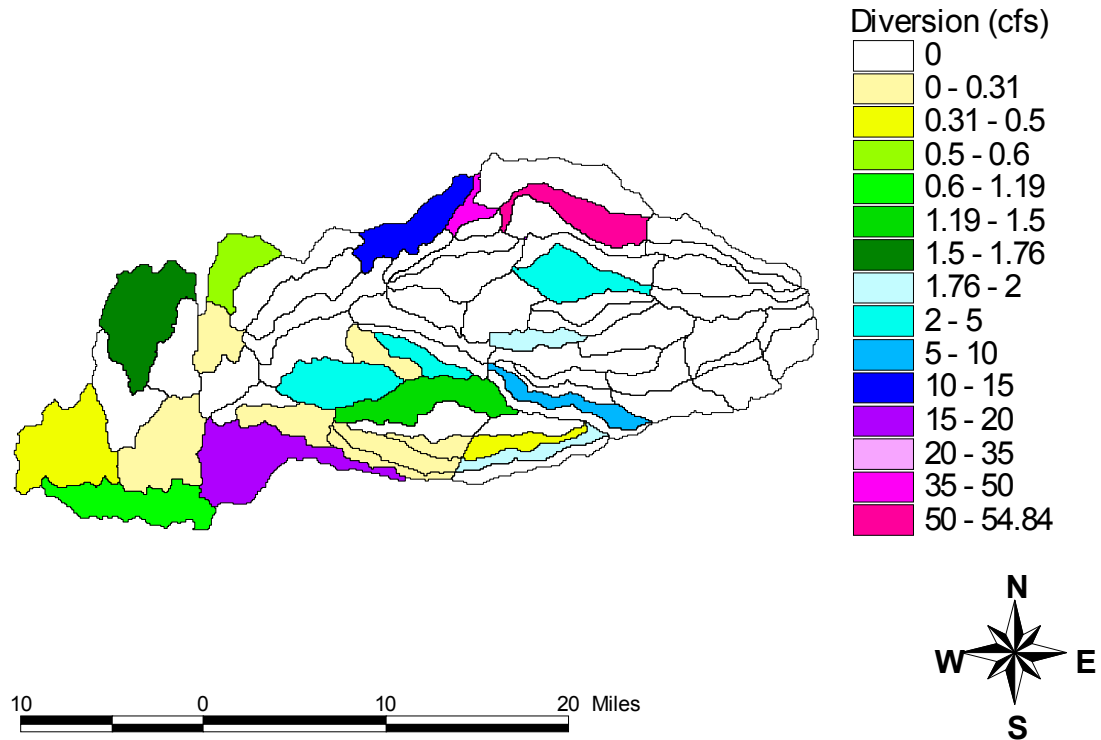 Diversion (cfs)
0
0 - 0.31
0.31 - 0.5
0.5 - 0.6
0.6 - 1.19
1.19 - 1.5
1.5 - 1.76
1.76 - 2
2 - 5
5 - 10
10 - 15
15 - 20
20 - 35
35 - 50
50 - 54.84
N
W E
S
10 0 10 20 Miles